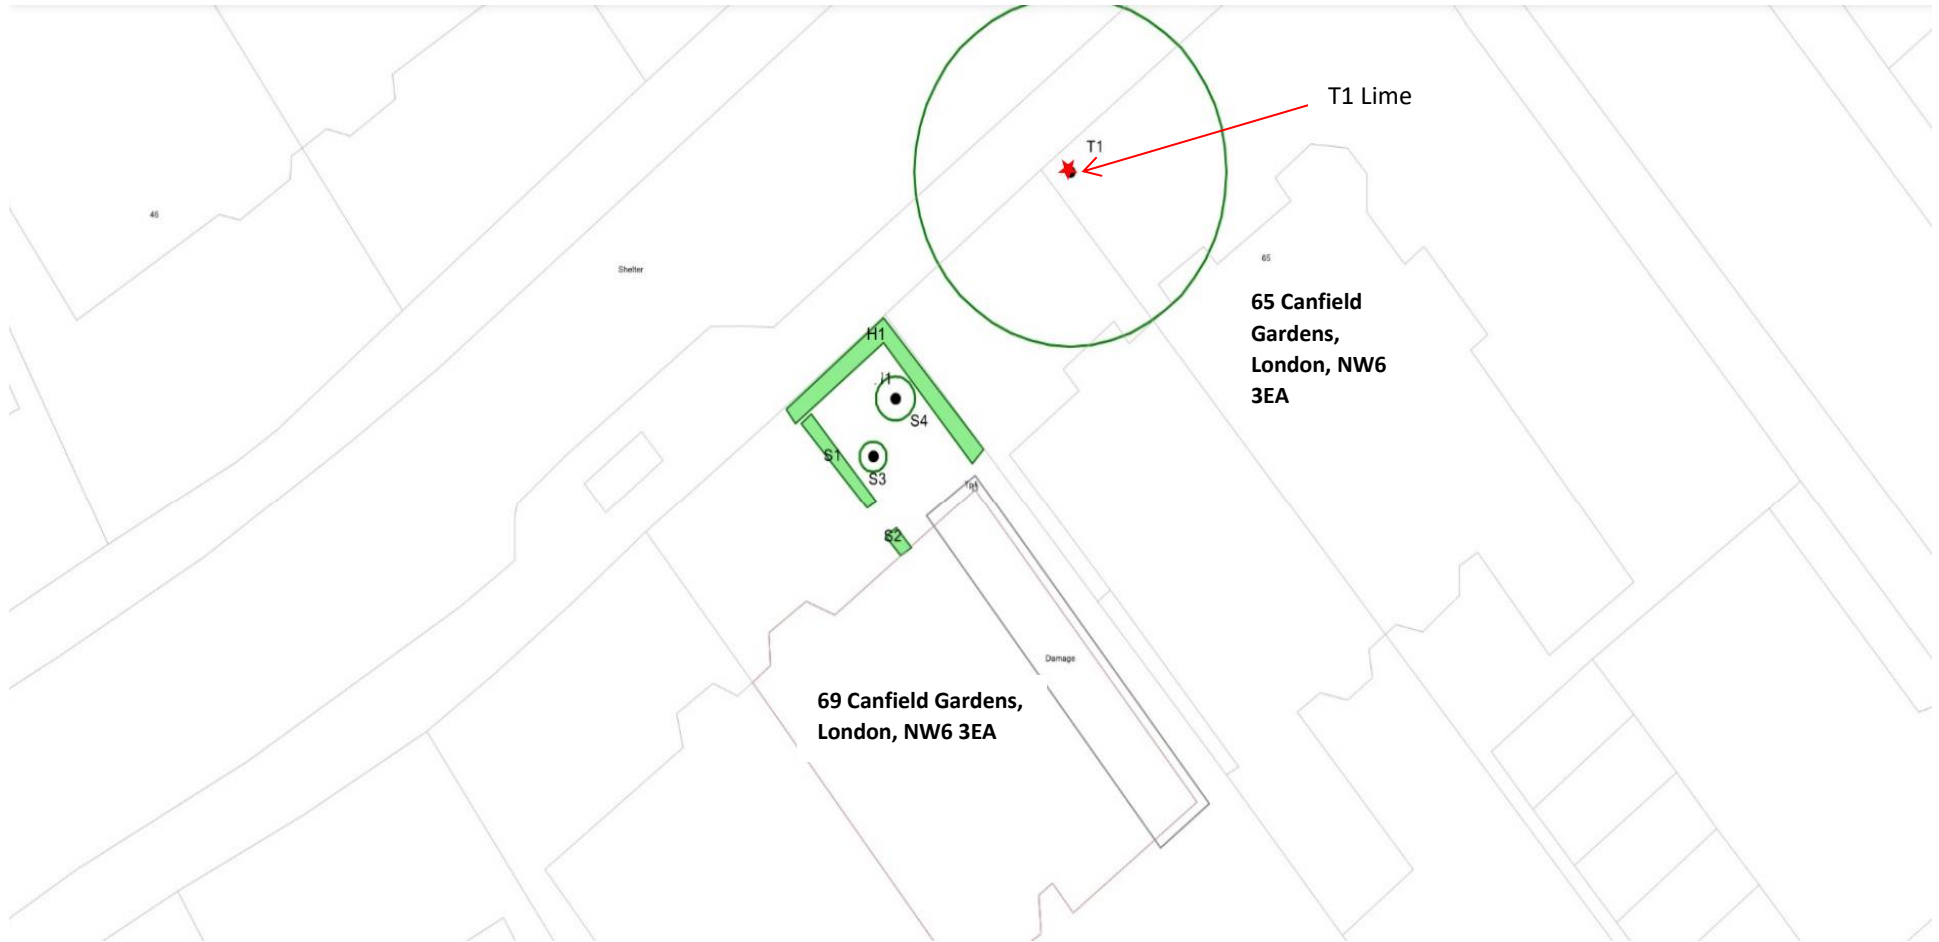 T1 Lime
T1
46
65
Shelter
65 Canfield
Gardens,
London, NW6
3EA
H1
S4
S1
S3
S2
Damage
69 Canfield Gardens,
London, NW6 3EA